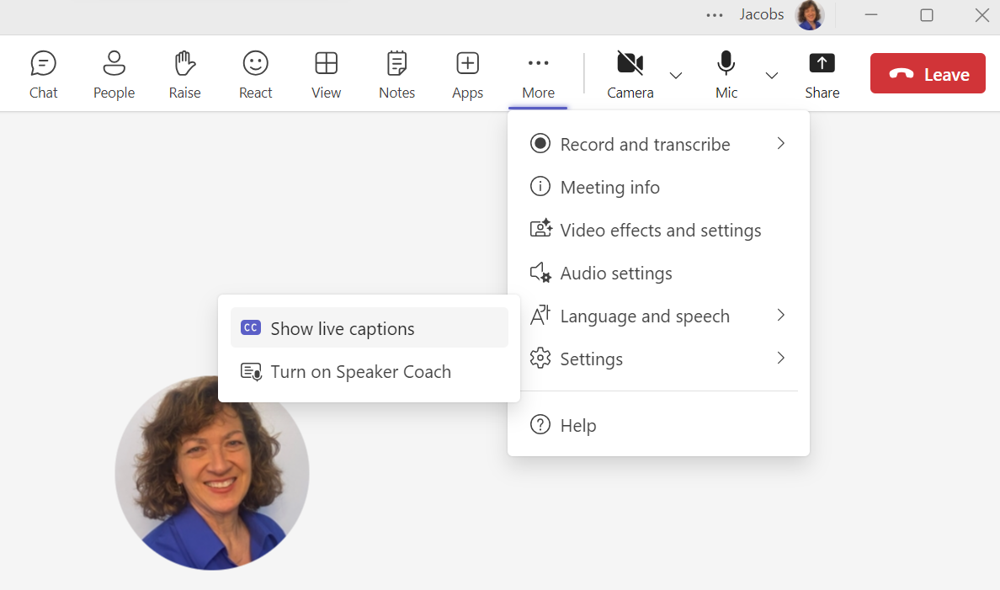 Jacobs
Chat People Raise React View Notes Apps More Camera Mic Share Leave
Record and transcribe
Meeting info
Video effects and settings
Audio settings
Language and speech
Settings
Help
CC Show live captions
Turn on Speaker Coach